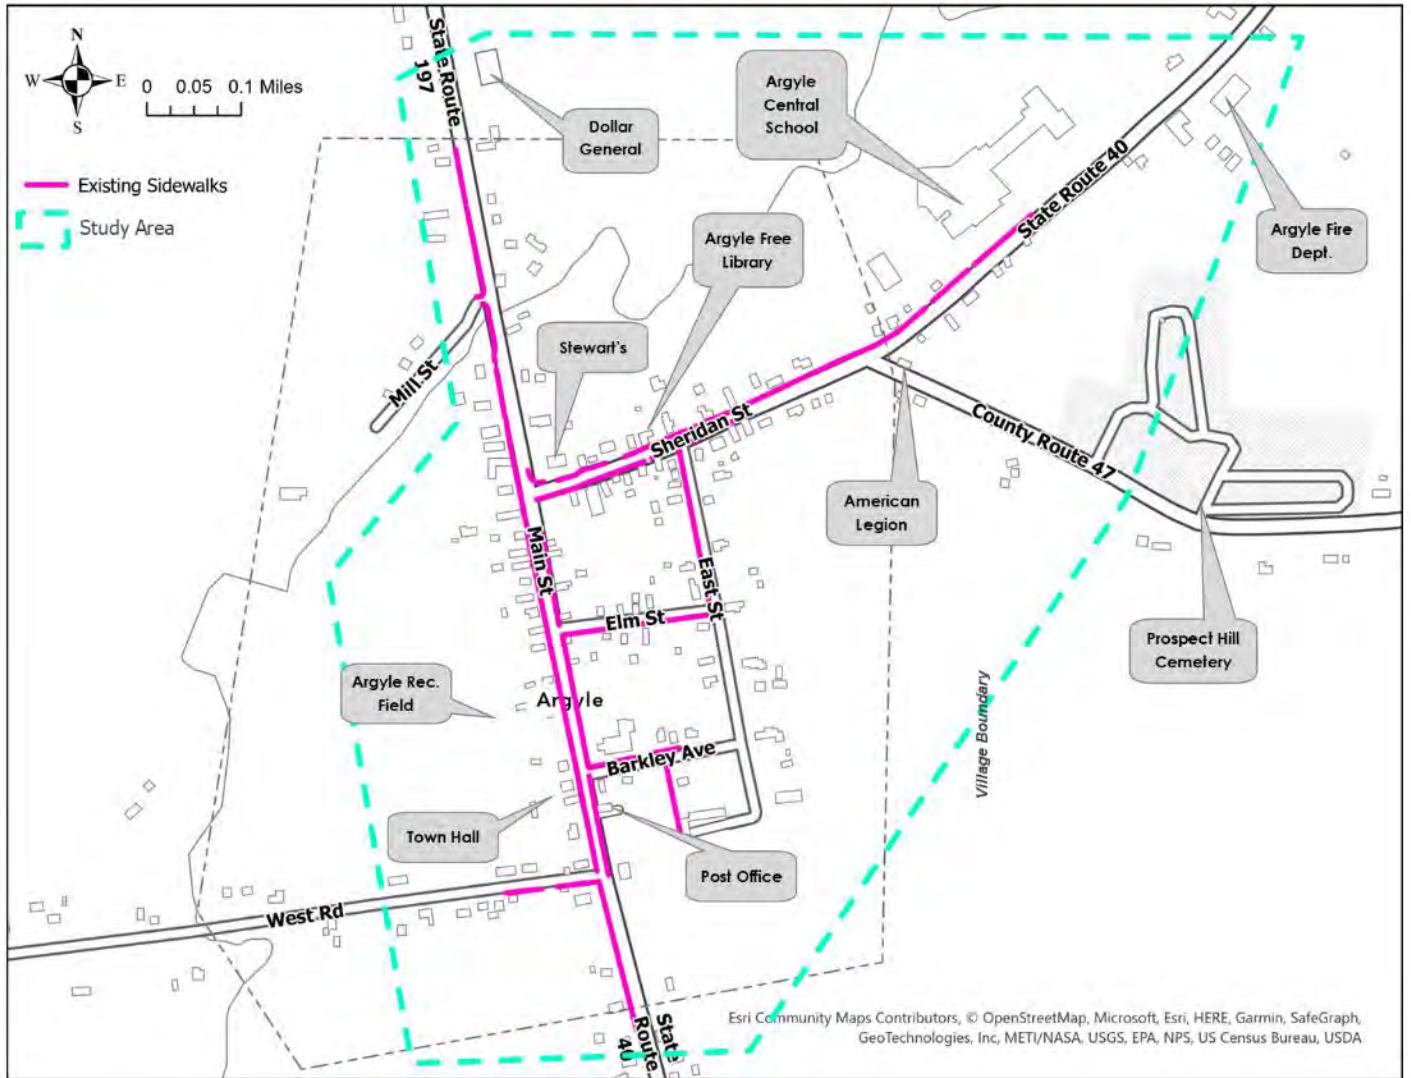 N
W
E
S
0 0.05 0.1 Miles
Existing Sidewalks
Study Area
State Route
197
Dollar
General
Argyle
Central
School
State Route 40
Argyle Fire
Dept.
Argyle Free
Library
Stewart's
Mill St
Sheridan St
County Route 47
American
Legion
Main St
East St
Elm St
Prospect Hill
Cemetery
Argyle Rec.
Field
Argyle
Village Boundary
Barkley Ave
Town Hall
Post Office
West Rd
State
Route
40
Esri Community Maps Contributors, © OpenStreetMap, Microsoft, Esri, HERE, Garmin, SafeGraph,
GeoTechnologies, Inc, METI/NASA, USGS, EPA, NPS, US Census Bureau, USDA